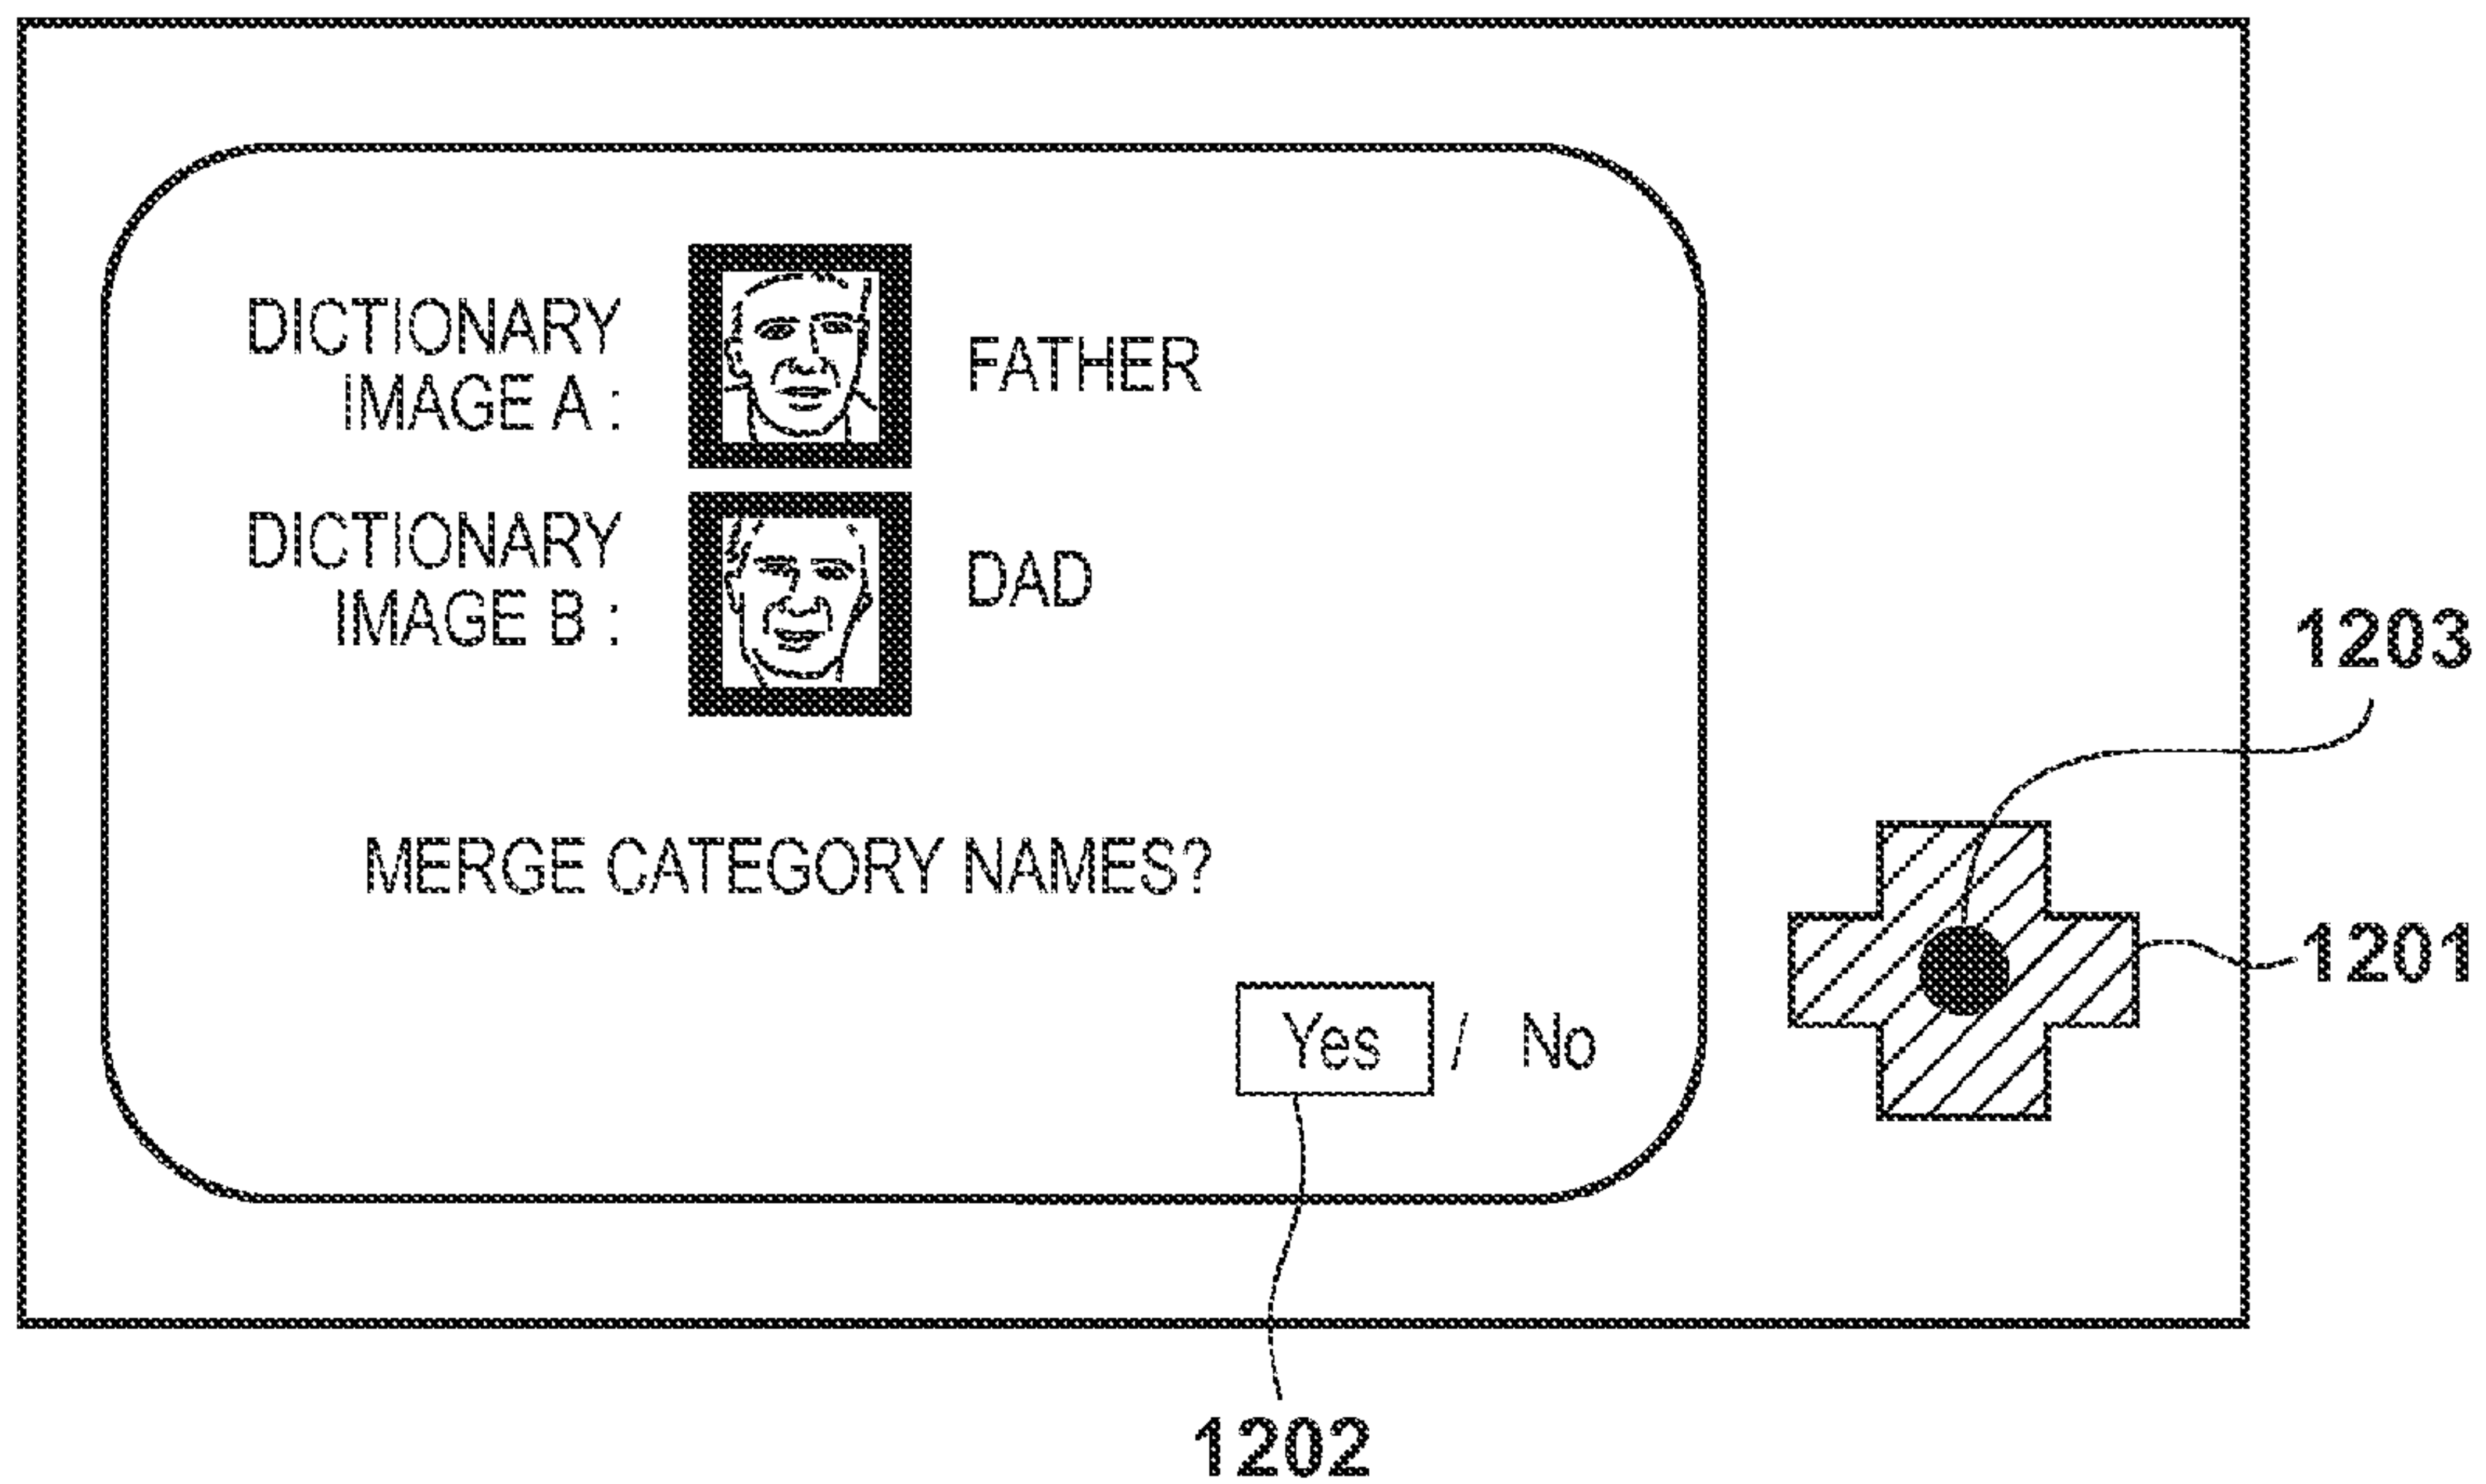 DICTIONARY
IMAGE A :
FATHER
DICTIONARY
IMAGE B :
DAD
MERGE CATEGORY NAMES?
Yes / No
1203
1201
1202